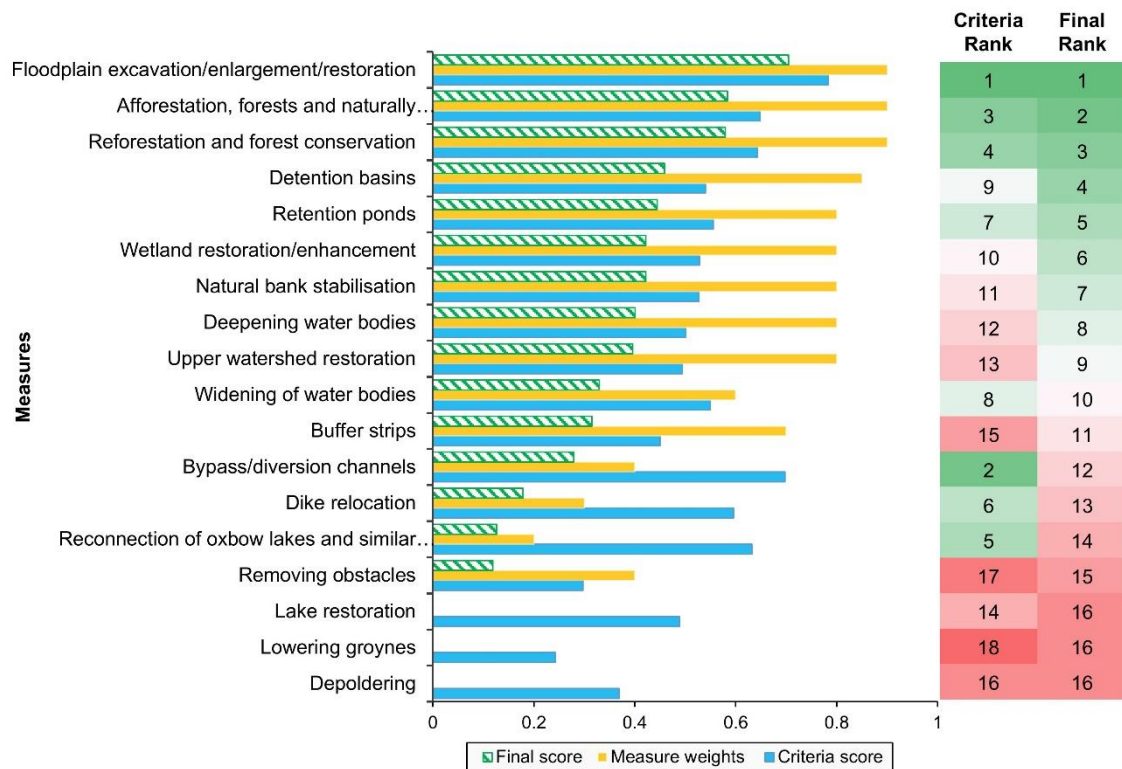 Criteria Rank
Final Rank
Measures
Floodplain excavation/enlargement/restoration 1 1
Afforestation, forests and naturally... 3 2
Reforestation and forest conservation 4 3
Detention basins 9 4
Retention ponds 7 5
Wetland restoration/enhancement 10 6
Natural bank stabilisation 11 7
Deepening water bodies 12 8
Upper watershed restoration 13 9
Widening of water bodies 8 10
Buffer strips 15 11
Bypass/diversion channels 2 12
Dike relocation 6 13
Reconnection of oxbow lakes and similar... 5 14
Removing obstacles 17 15
Lake restoration 14 16
Lowering groynes 18 16
Depoldering 16 16
0 0.2 0.4 0.6 0.8 1
Final score Measure weights Criteria score